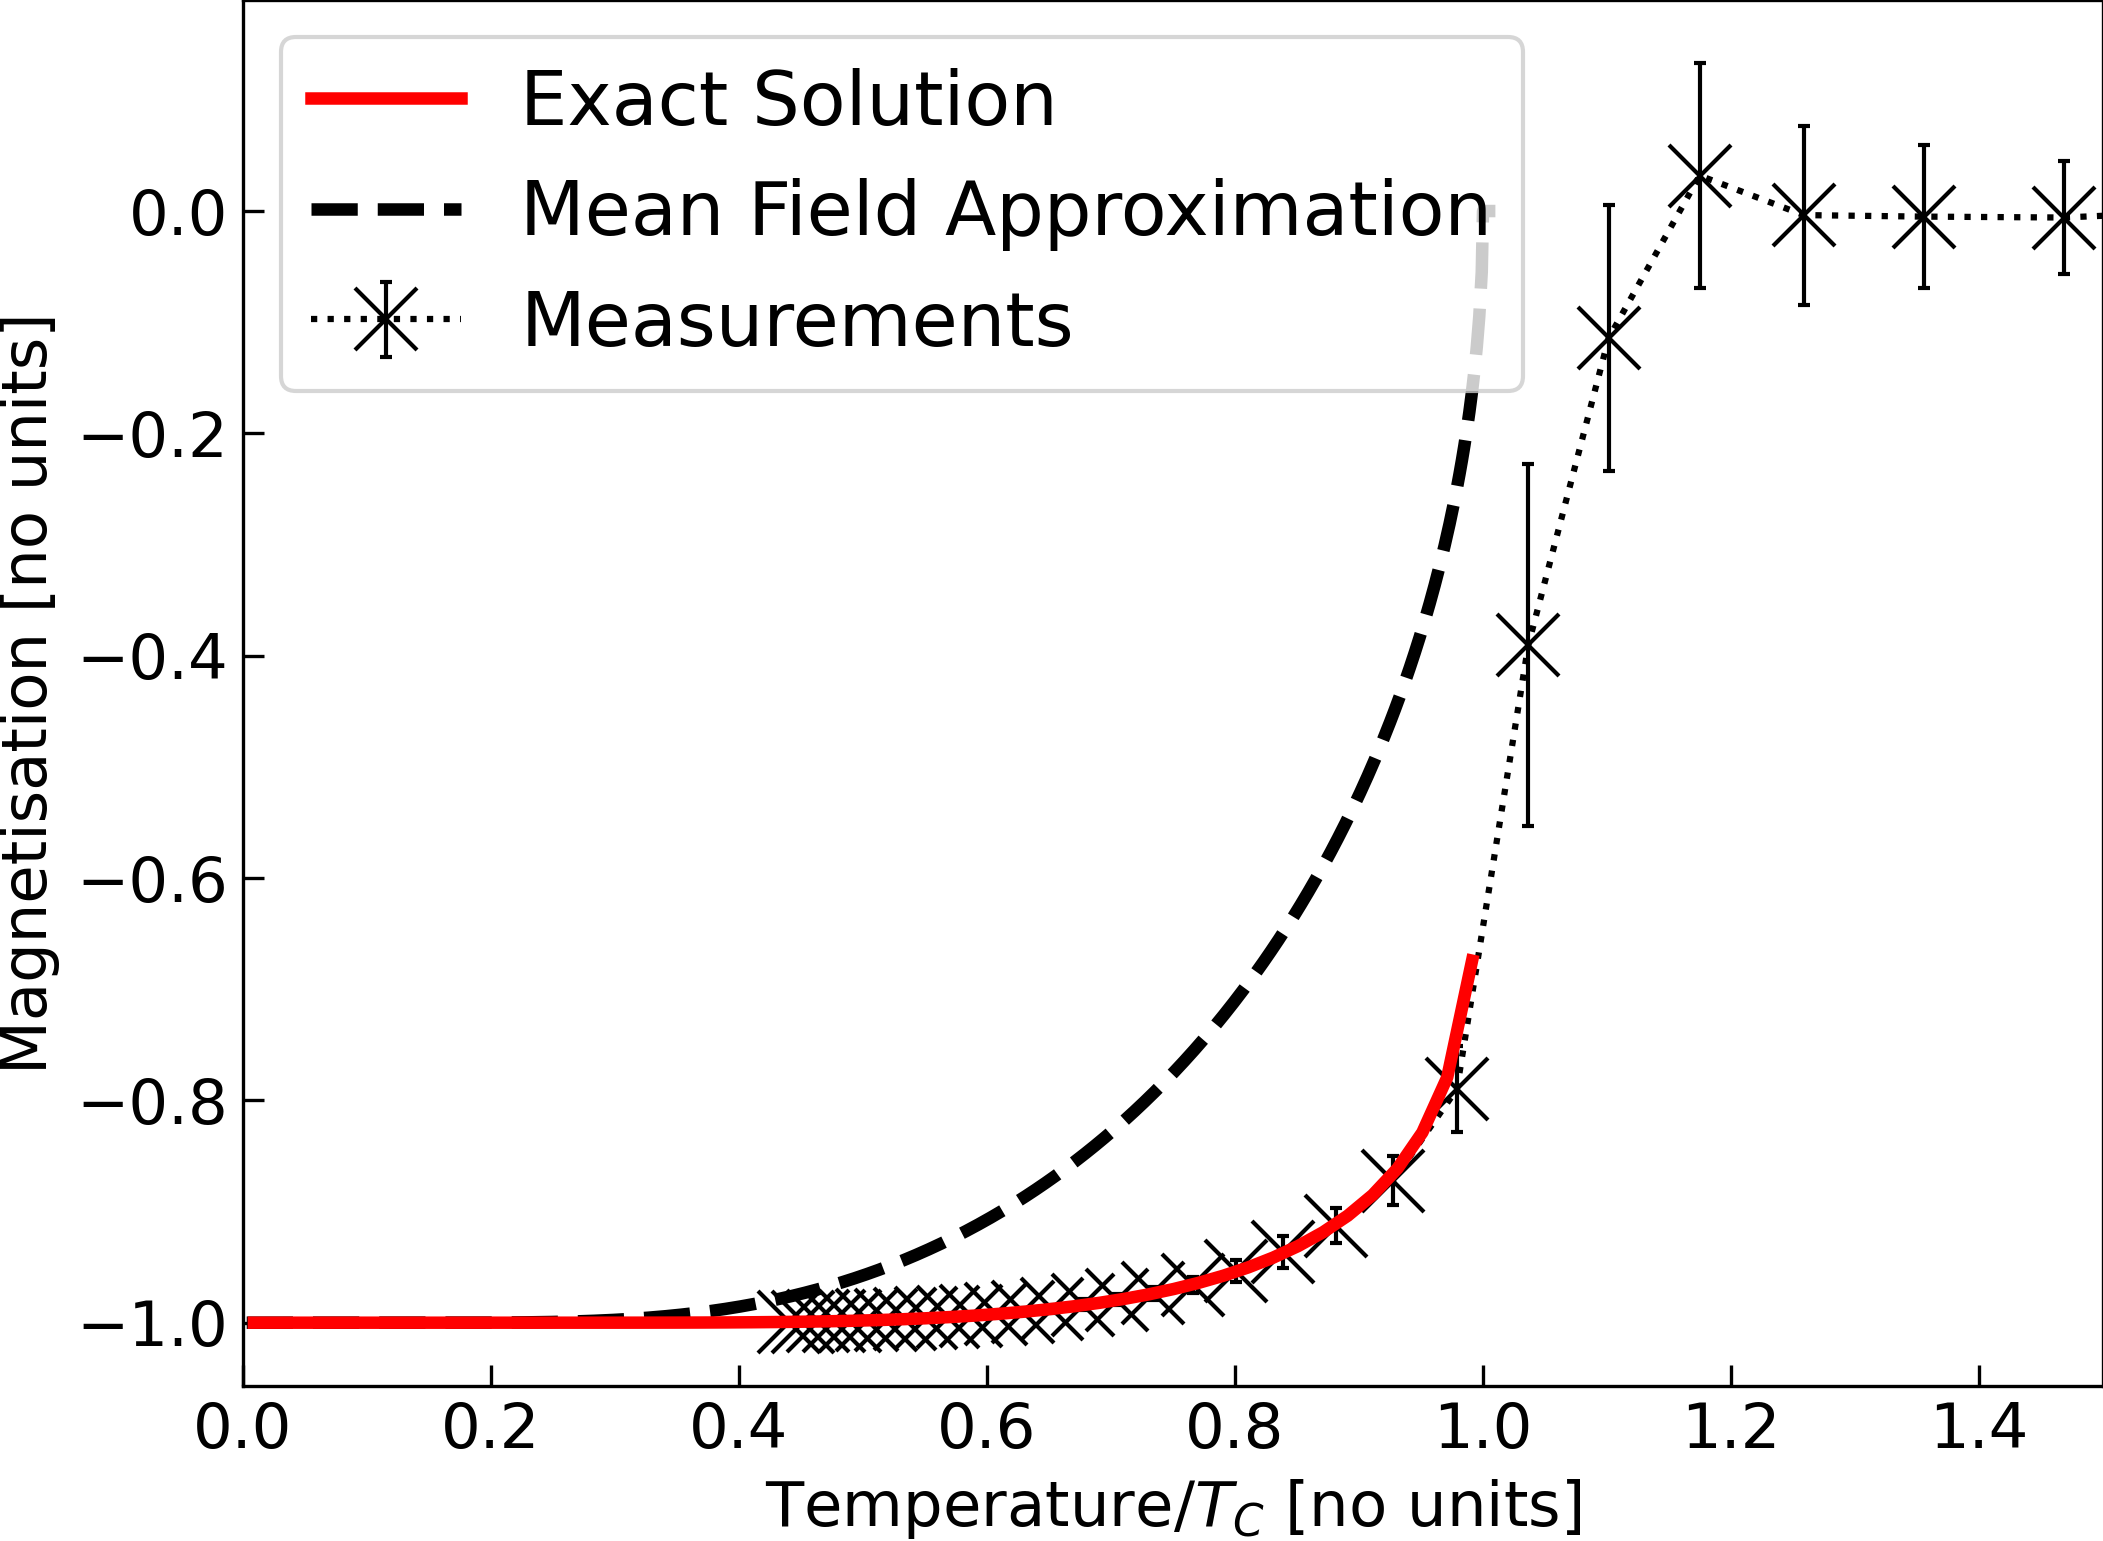 Exact Solution
Mean Field Approximation
Measurements
Magnetisation [no units]
0.0
−0.2
−0.4
−0.6
−0.8
−1.0
0.0 0.2 0.4 0.6 0.8 1.0 1.2 1.4
Temperature/T_C [no units]